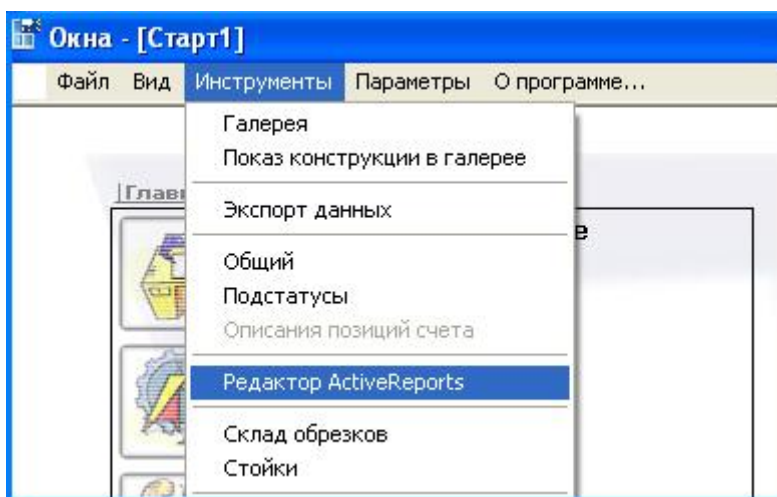 Окна - [Старт1]
Файл Вид Инструменты Параметры О программе...
Галерея
Показ конструкции в галерее
Экспорт данных
Общий
Подстатусы
Описания позиций счета
Редактор ActiveReports
Склад обрезков
Стойки